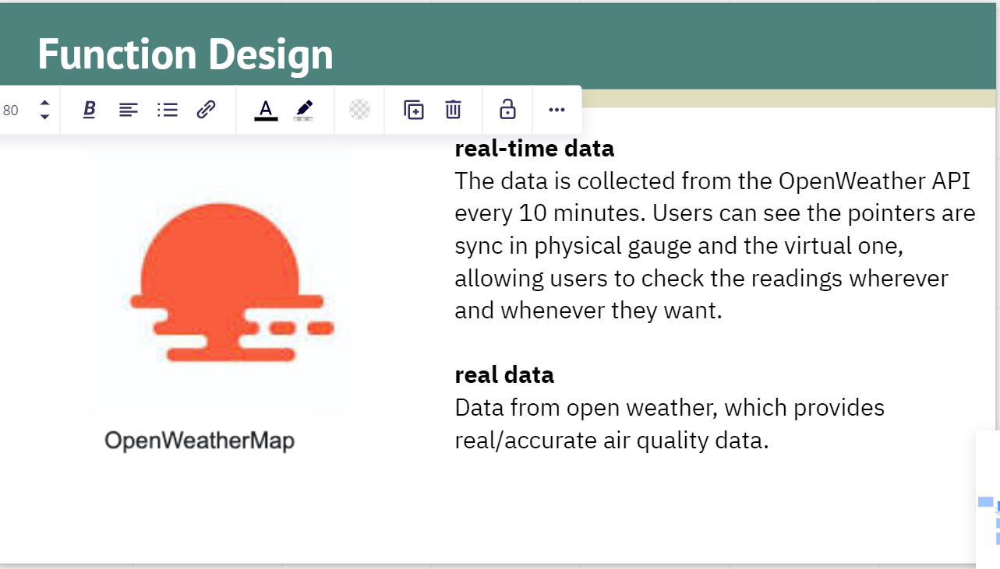 Function Design
80
B
A
real-time data
The data is collected from the OpenWeather API
every 10 minutes. Users can see the pointers are
sync in physical gauge and the virtual one,
allowing users to check the readings wherever
and whenever they want.
real data
Data from open weather, which provides
real/accurate air quality data.
OpenWeatherMap